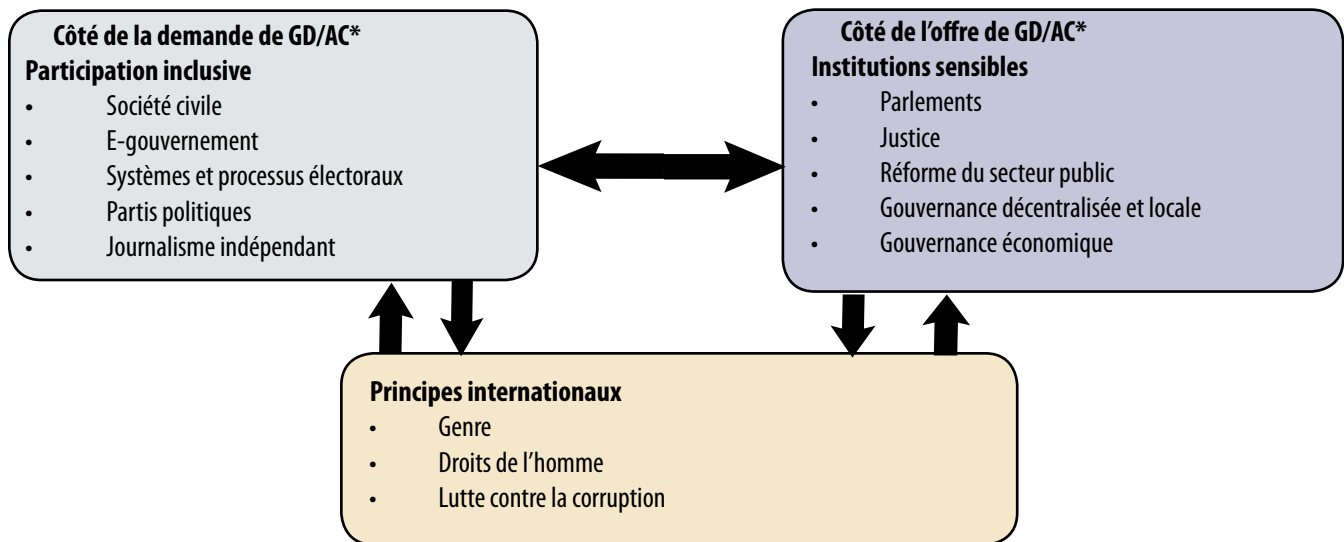 Côté de la demande de GD/AC*
Participation inclusive
• Société civile
• E-gouvernement
• Systèmes et processus électoraux
• Partis politiques
• Journalisme indépendant
Côté de l’offre de GD/AC*
Institutions sensibles
• Parlements
• Justice
• Réforme du secteur public
• Gouvernance décentralisée et locale
• Gouvernance économique
Principes internationaux
• Genre
• Droits de l’homme
• Lutte contre la corruption